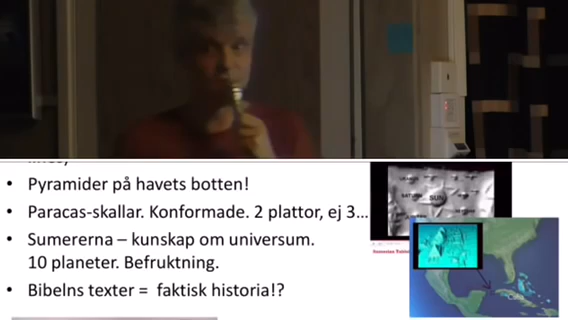 • Pyramider på havets botten!
• Paracas-skallar. Konformade. 2 plattor, ej 3...
• Sumererna – kunskap om universum.
10 planeter. Befruktning.
• Bibelns texter = faktisk historia!?
SUN